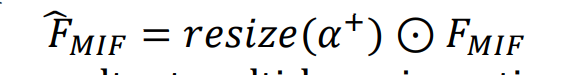 F̂_MIF = resize(α⁺) ⊙ F_MIF